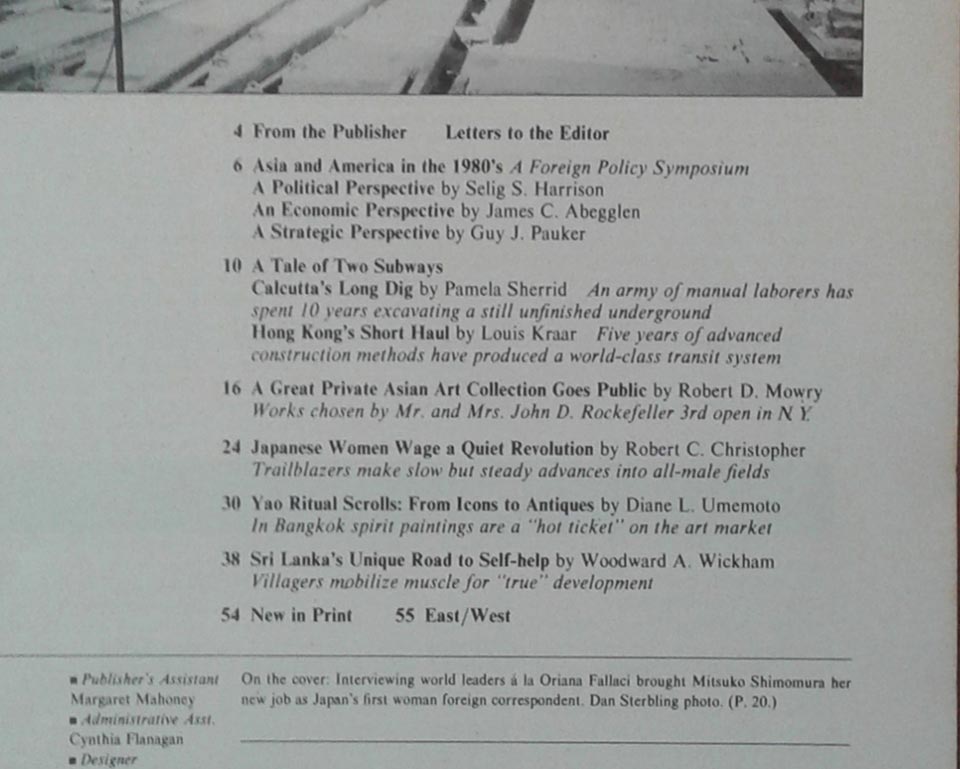 4 From the Publisher Letters to the Editor
6 Asia and America in the 1980's A Foreign Policy Symposium
A Political Perspective by Selig S. Harrison
An Economic Perspective by James C. Abegglen
A Strategic Perspective by Guy J. Pauker
10 A Tale of Two Subways
Calcutta's Long Dig by Pamela Sherrid An army of manual laborers has
spent 10 years excavating a still unfinished underground
Hong Kong's Short Haul by Louis Kraar Five years of advanced
construction methods have produced a world-class transit system
16 A Great Private Asian Art Collection Goes Public by Robert D. Mowry
Works chosen by Mr. and Mrs. John D. Rockefeller 3rd open in N.Y.
24 Japanese Women Wage a Quiet Revolution by Robert C. Christopher
Trailblazers make slow but steady advances into all-male fields
30 Yao Ritual Scrolls: From Icons to Antiques by Diane L. Umemoto
In Bangkok spirit paintings are a "hot ticket" on the art market
38 Sri Lanka's Unique Road to Self-help by Woodward A. Wickham
Villagers mobilize muscle for "true" development
54 New in Print 55 East/West
■ Publisher's Assistant
Margaret Mahoney
■ Administrative Asst.
Cynthia Flanagan
■ Designer
On the cover: Interviewing world leaders á la Oriana Fallaci brought Mitsuko Shimomura her
new job as Japan's first woman foreign correspondent. Dan Sterbling photo. (P. 20.)